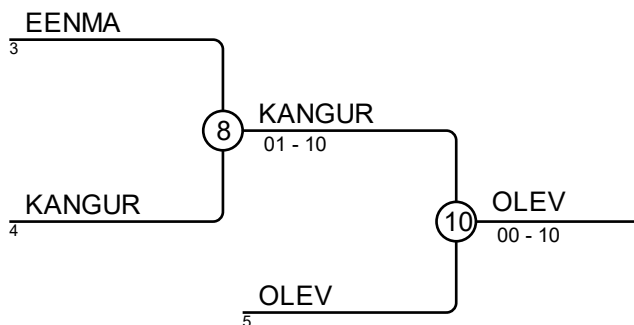 EENMA
3
8
KANGUR
01 - 10
KANGUR
4
10
OLEV
00 - 10
OLEV
5